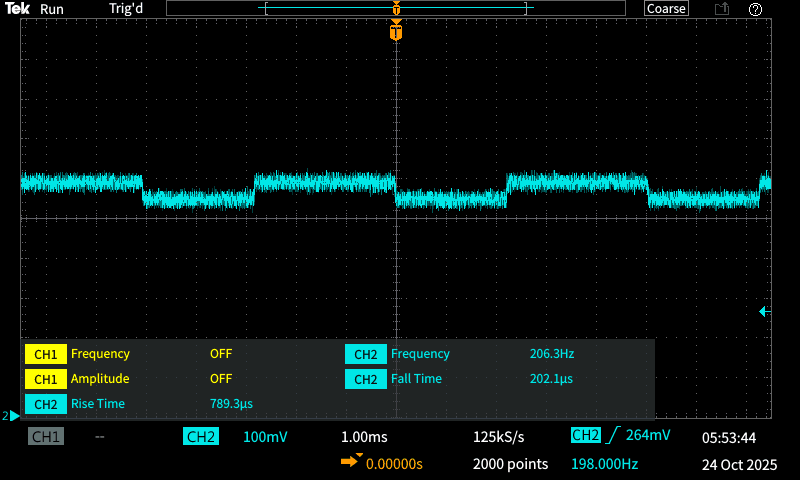 Tek Run Trig'd Coarse ?
T
T
CH1 Frequency OFF CH2 Frequency 206.3Hz
CH1 Amplitude OFF CH2 Fall Time 202.1µs
CH2 Rise Time 789.3µs
2
CH1 -- CH2 100mV 1.00ms 125kS/s CH2 264mV 05:53:44
0.00000s 2000 points 198.000Hz 24 Oct 2025